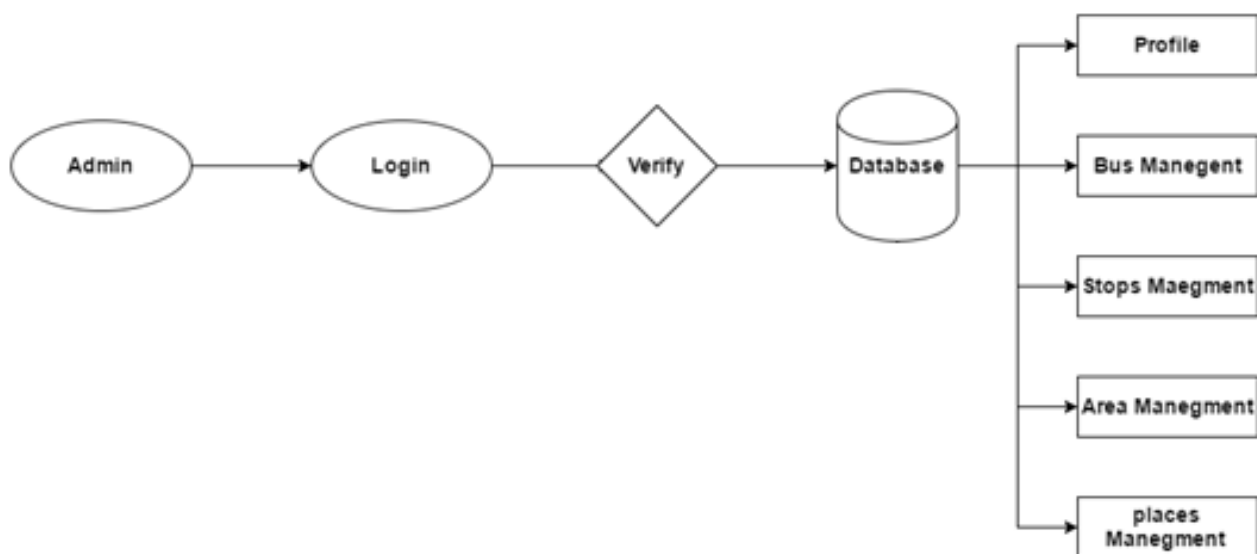 Profile
Admin
Login
Verify
Database
Bus Manegent
Stops Maegment
Area Manegment
places
Manegment